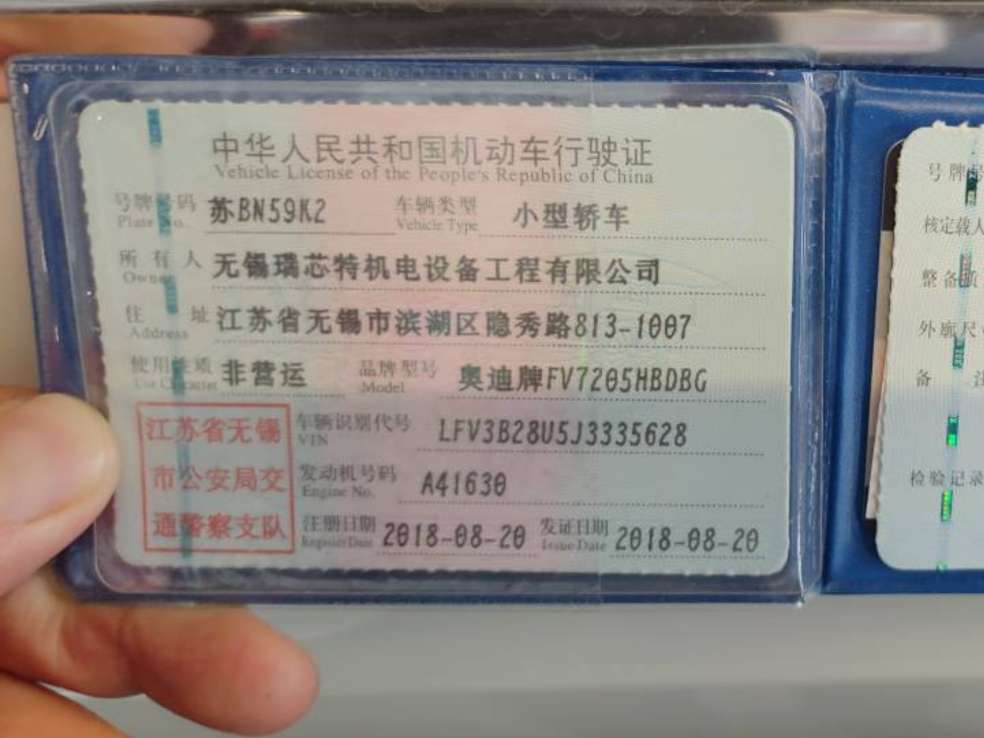 中华人民共和国机动车行驶证
Vehicle License of the People's Republic of China
号牌号码 苏BN59K2 车辆类型 小型轿车
Plate No. Vehicle Type
所有人 无锡瑞芯特机电设备工程有限公司
Owner
住址 江苏省无锡市滨湖区隐秀路813-1007
Address
使用性质 非营运 品牌型号 奥迪牌FV7205HBDBG
Use Character Model
江苏省无锡
市公安局交
通警察支队
车辆识别代号 LFV3B28U5J3335628
VIN
发动机号码 A41630
Engine No.
注册日期 2018-08-20 发证日期 2018-08-20
Register Date Issue Date
号牌号
核定载人
整备质
外廓尺
备 注
检验记录